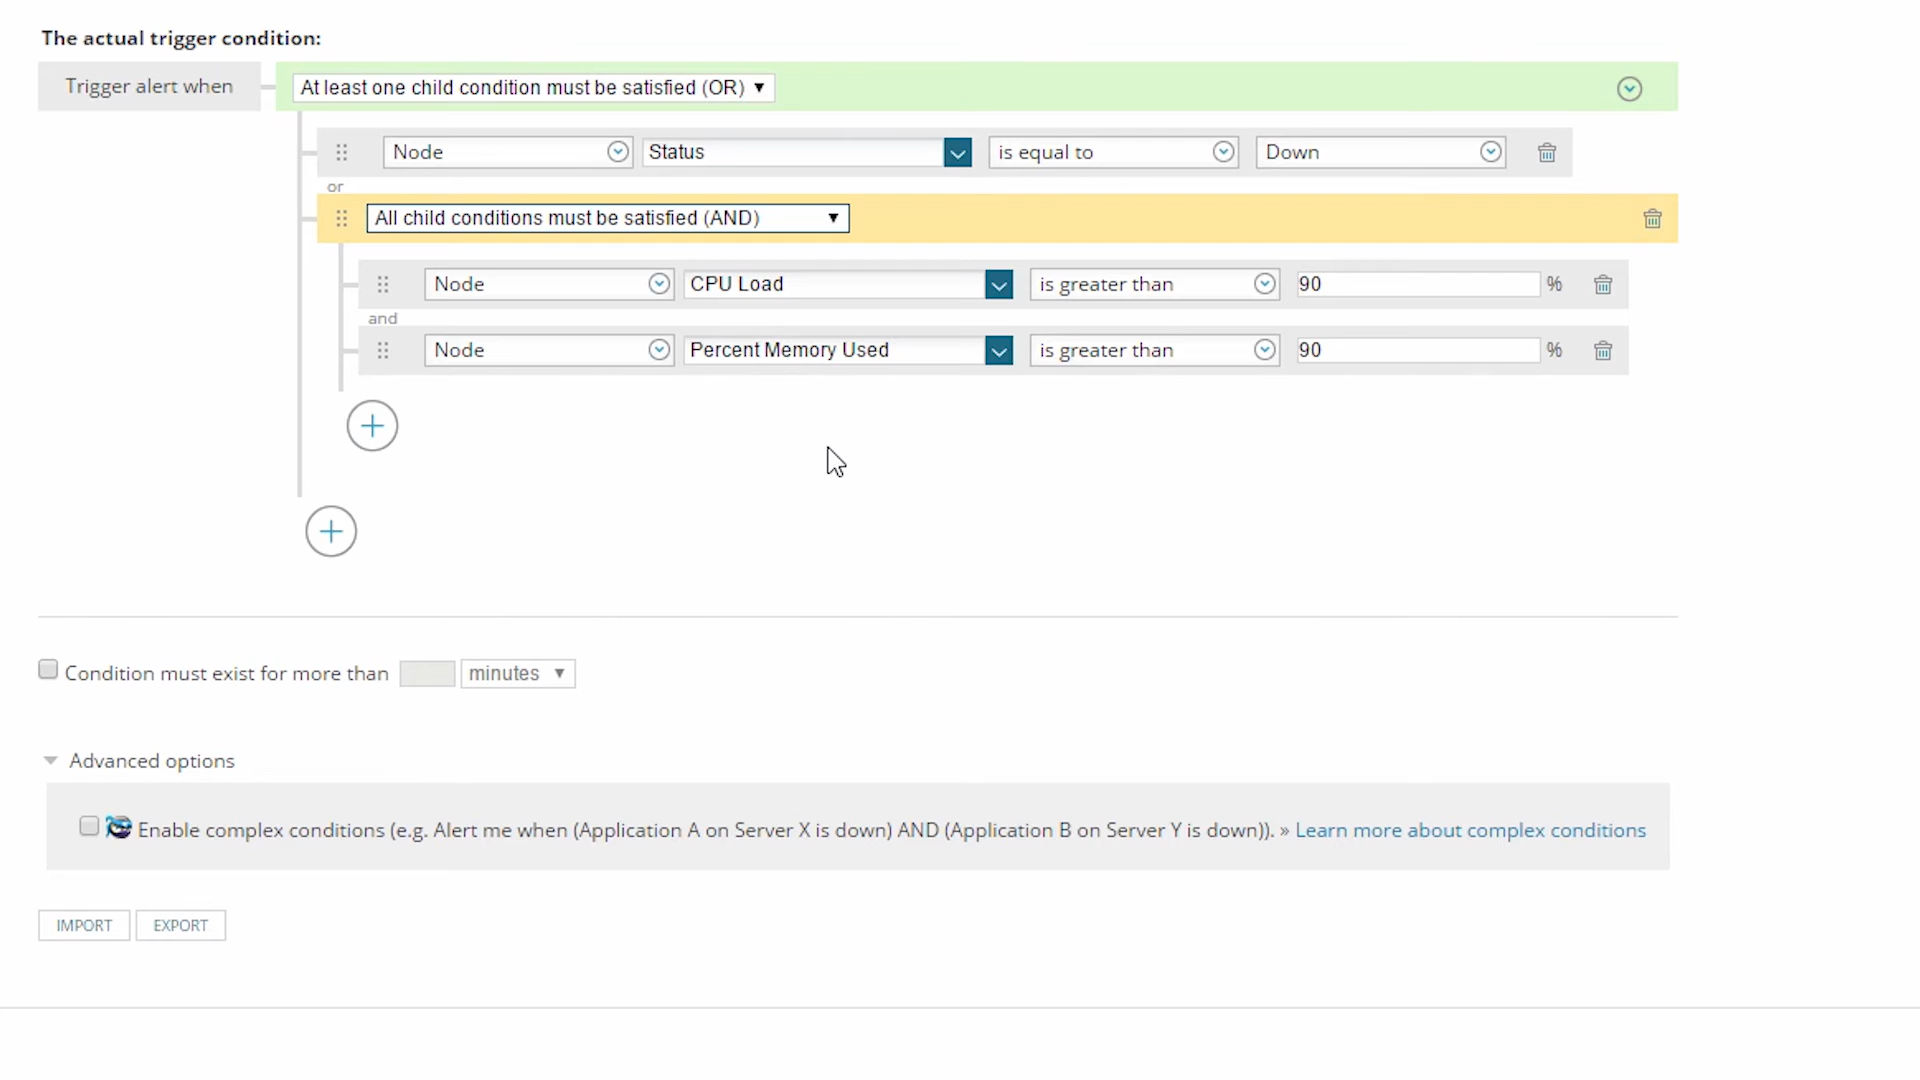 The actual trigger condition:
Trigger alert when At least one child condition must be satisfied (OR) ▼
Node Status is equal to Down
or
All child conditions must be satisfied (AND) ▼
Node CPU Load is greater than 90 %
and
Node Percent Memory Used is greater than 90 %
Condition must exist for more than minutes ▼
Advanced options
Enable complex conditions (e.g. Alert me when (Application A on Server X is down) AND (Application B on Server Y is down)). » Learn more about complex conditions
IMPORT EXPORT